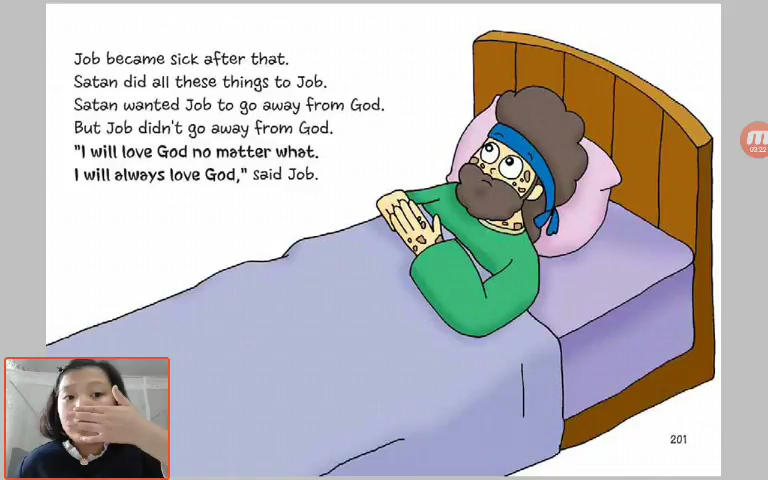 Job became sick after that.
Satan did all these things to Job.
Satan wanted Job to go away from God.
But Job didn't go away from God.
"I will love God no matter what.
I will always love God," said Job.
03:22
201